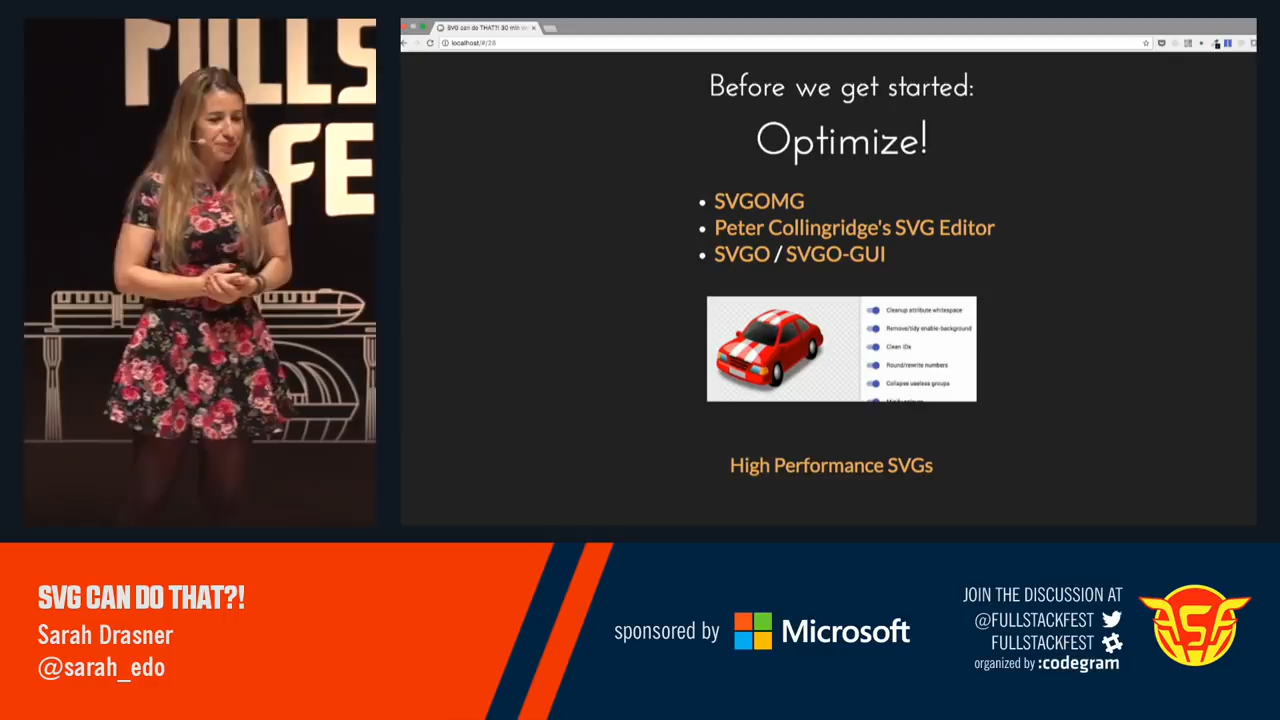 FULLS
FE
SVG can do THAT?! 30 min
localhost/#/28
Before we get started:
Optimize!
• SVGOMG
• Peter Collingridge's SVG Editor
• SVGO / SVGO-GUI
Cleanup attribute whitespace
Remove/tidy enable-background
Clean IDs
Round/rewrite numbers
Collapse useless groups
High Performance SVGs
SVG CAN DO THAT?!
Sarah Drasner
@sarah_edo
sponsored by Microsoft
JOIN THE DISCUSSION AT
@FULLSTACKFEST
FULLSTACKFEST
organized by :codegram
FSF